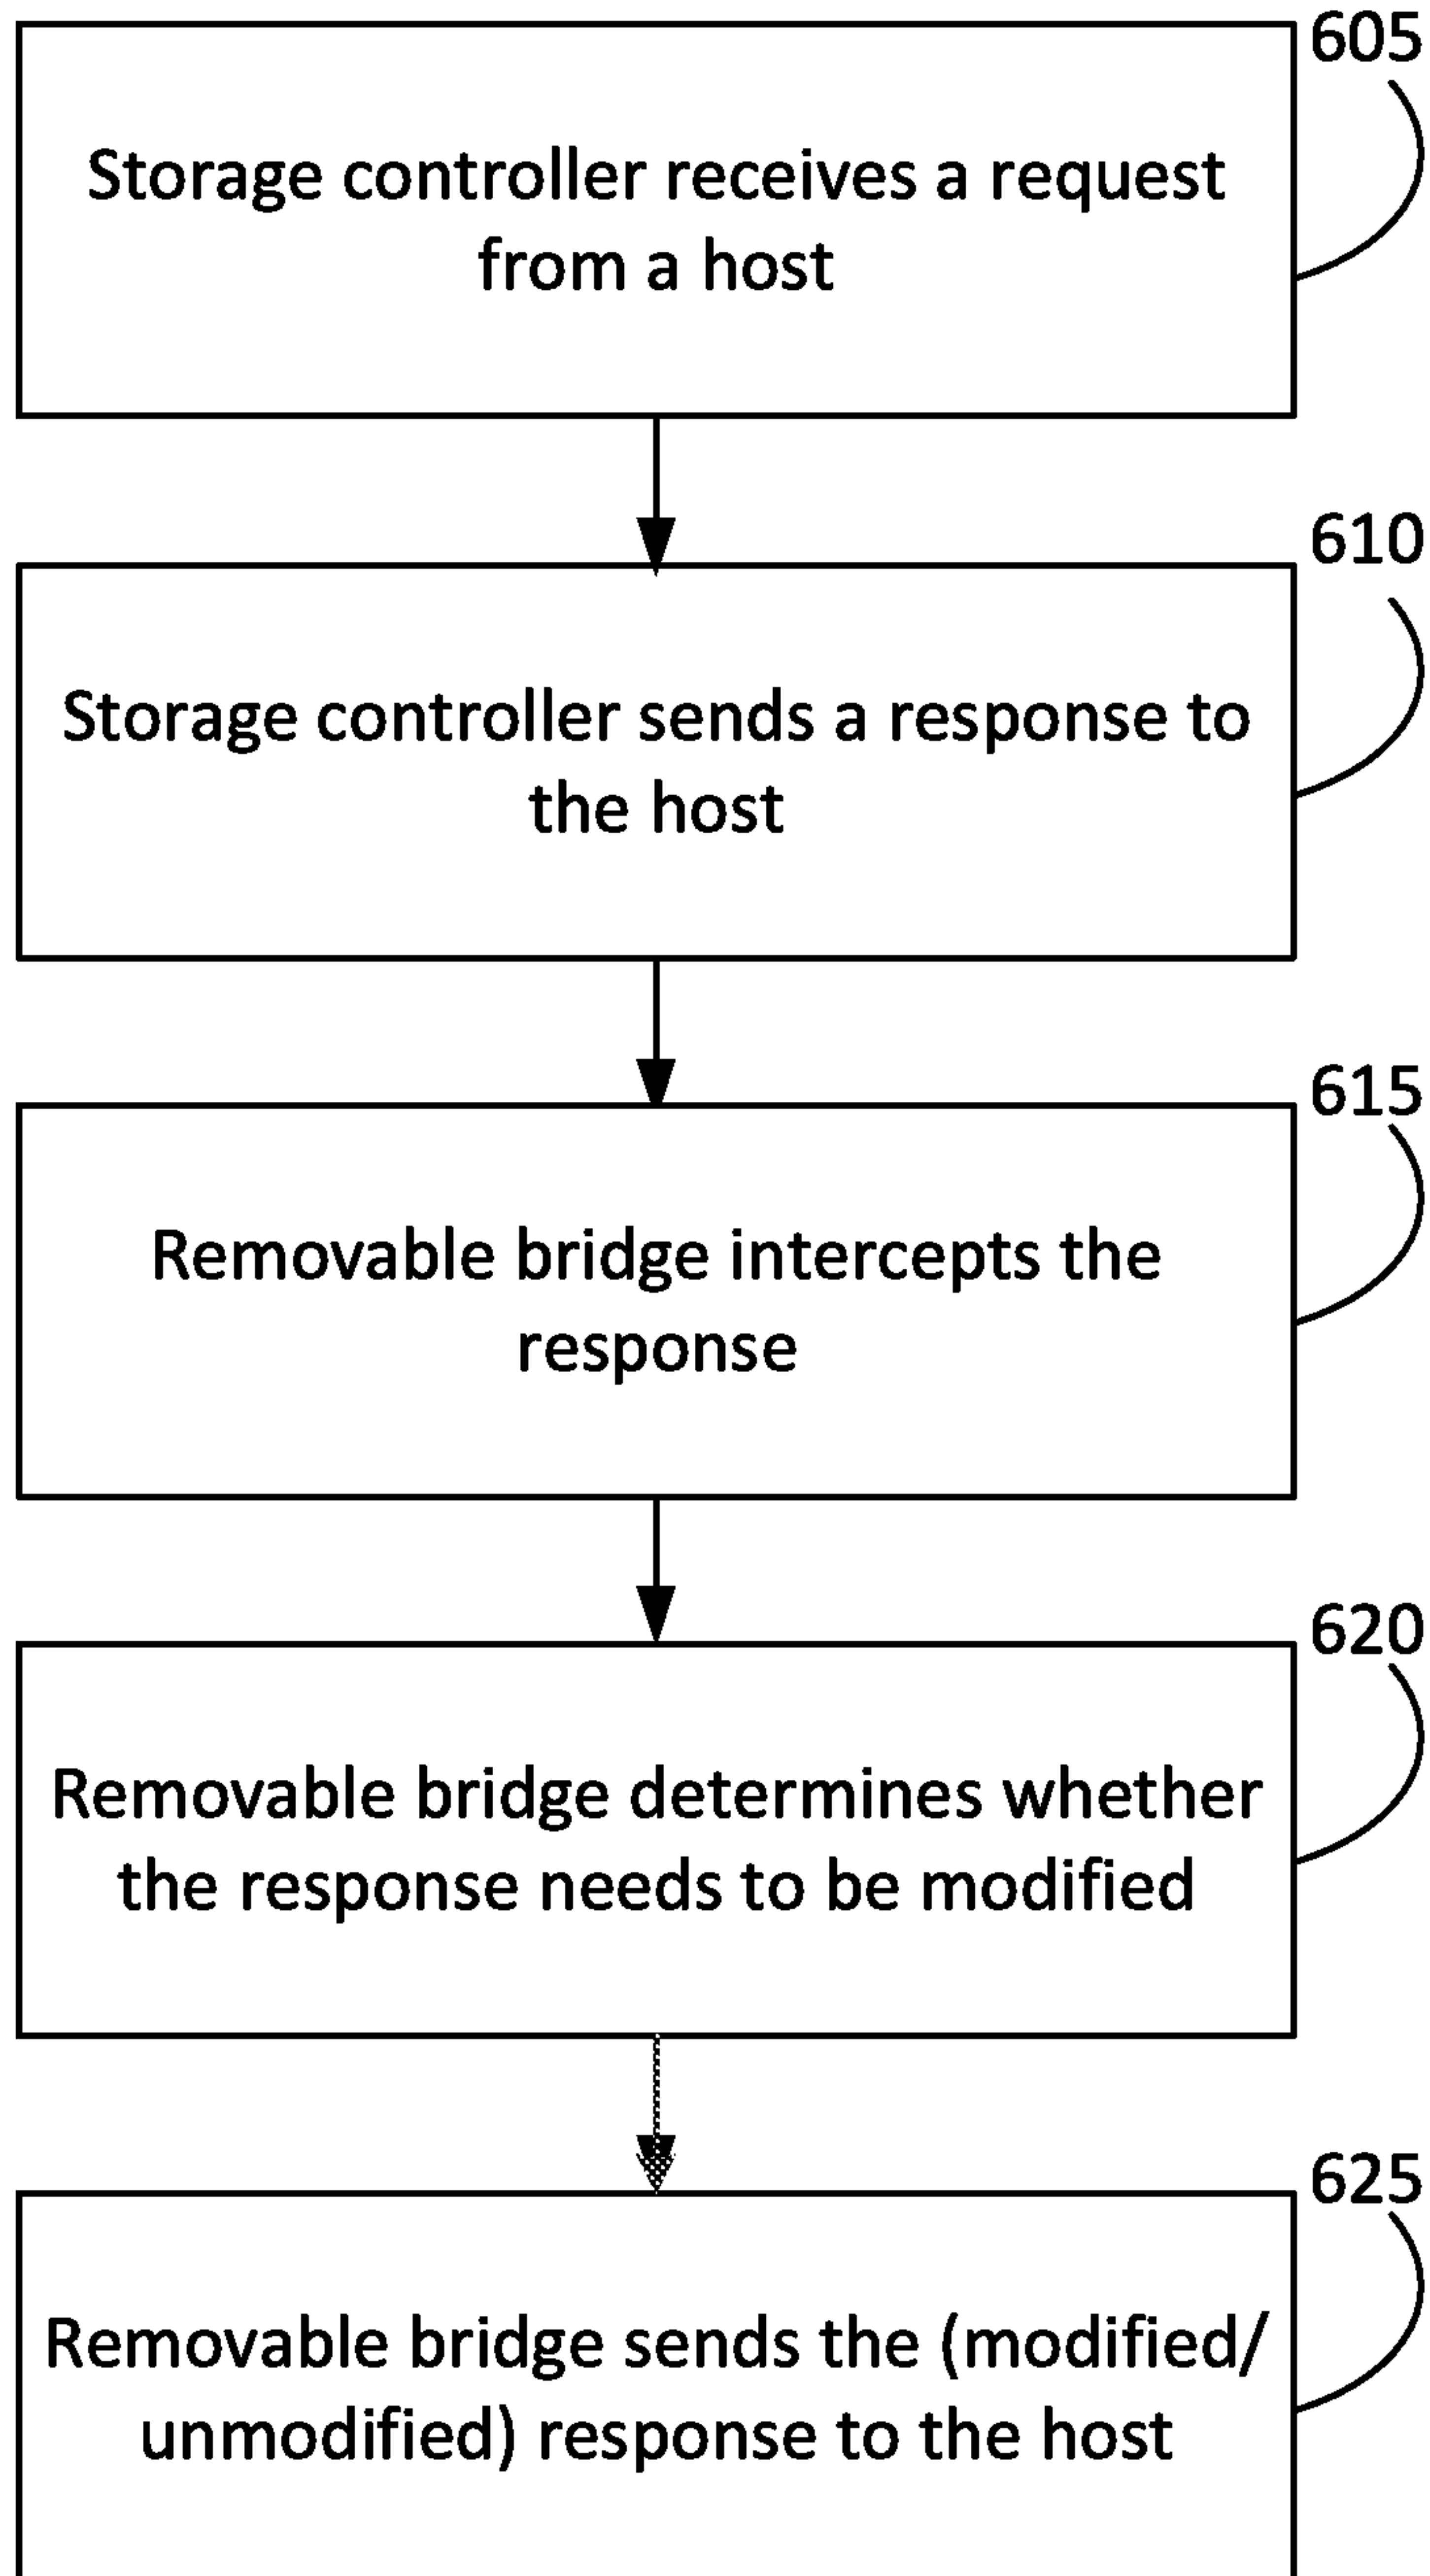 605
Storage controller receives a request
from a host
610
Storage controller sends a response to
the host
615
Removable bridge intercepts the
response
620
Removable bridge determines whether
the response needs to be modified
625
Removable bridge sends the (modified/
unmodified) response to the host